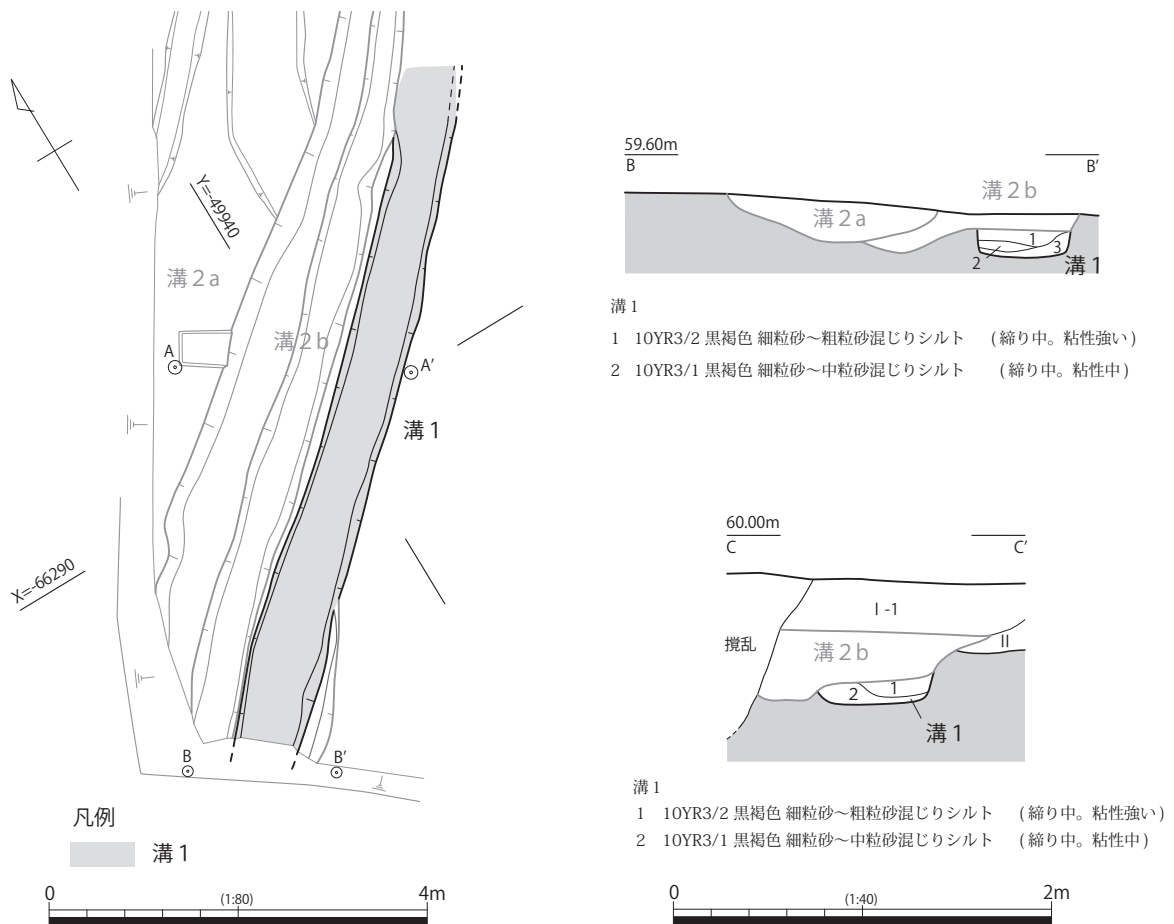 Y=-49940
溝2a
溝2b
A
A'
溝1
X=-66290
B
B'
凡例
溝1
0
(1:80)
4m
59.60m
B
B'
溝2b
溝2a
1
2
3
溝1
溝1
1 10YR3/2 黒褐色 細粒砂～粗粒砂混じりシルト (締り中。粘性強い)
2 10YR3/1 黒褐色 細粒砂～中粒砂混じりシルト (締り中。粘性中)
60.00m
C
C'
Ⅰ-1
撹乱
溝2b
II
2
1
溝1
溝1
1 10YR3/2 黒褐色 細粒砂～粗粒砂混じりシルト (締り中。粘性強い)
2 10YR3/1 黒褐色 細粒砂～中粒砂混じりシルト (締り中。粘性中)
0
(1:40)
2m